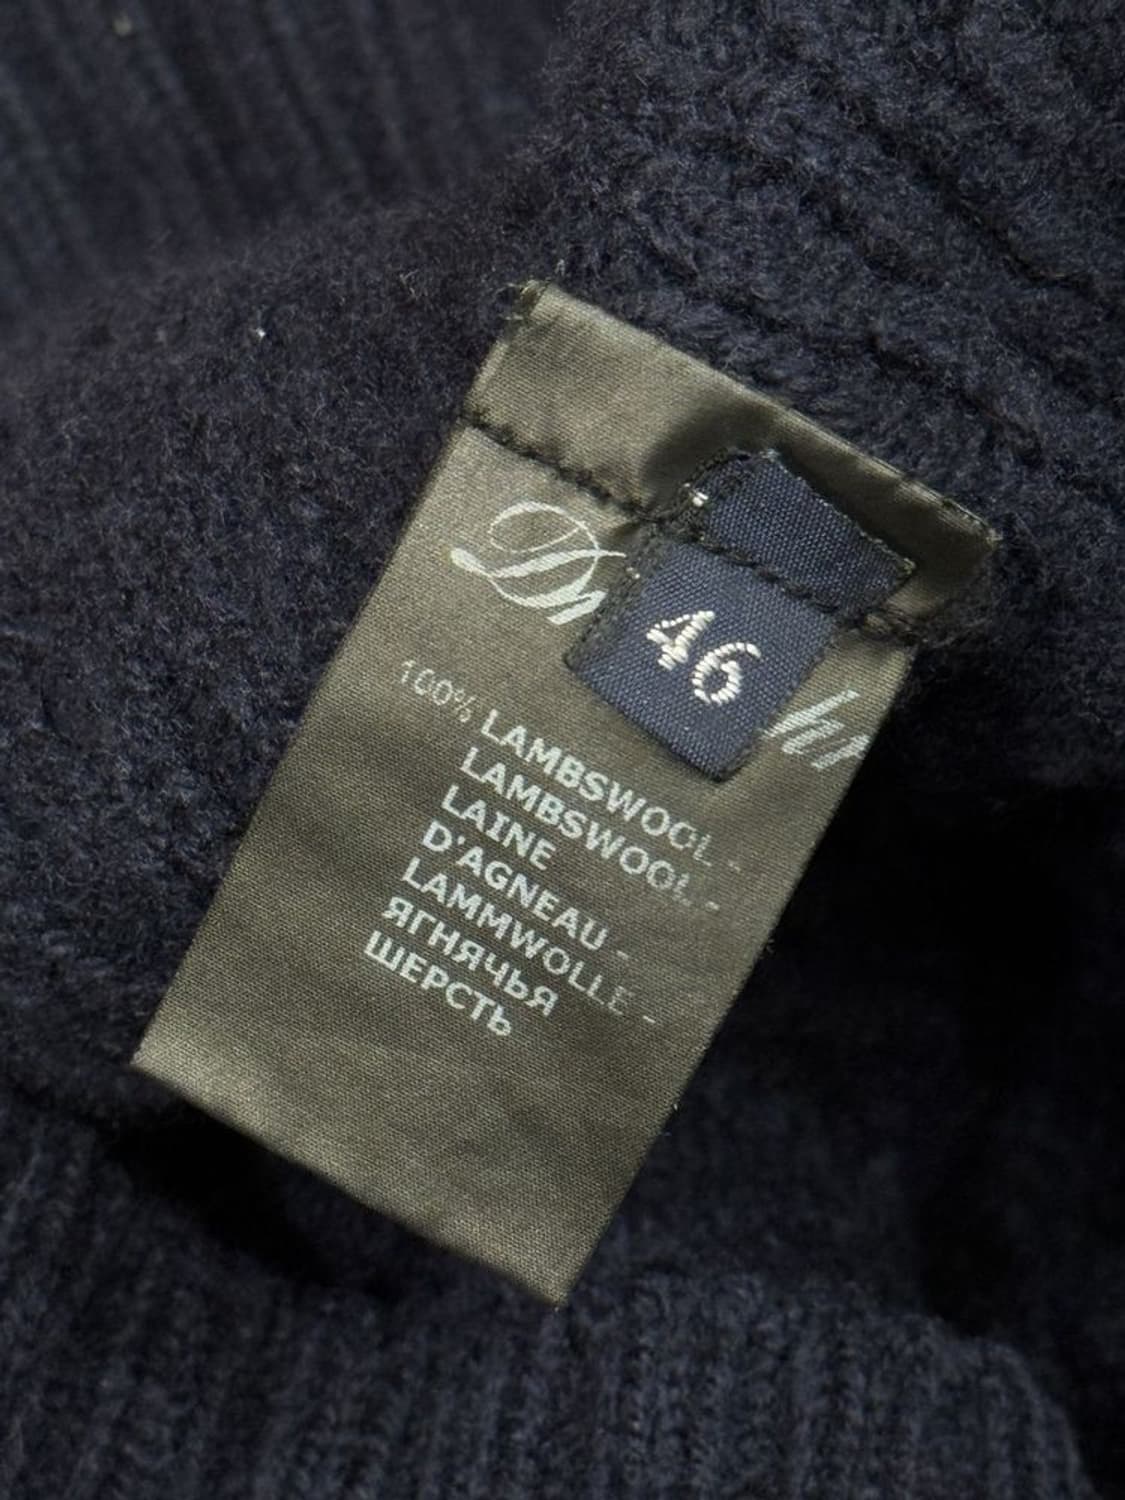 46
100% LAMBSWOOL -
LAMBSWOOL -
LAINE
D'AGNEAU -
LAMMWOLLE -
ЯГНЯЧЬЯ
ШЕРСТЬ